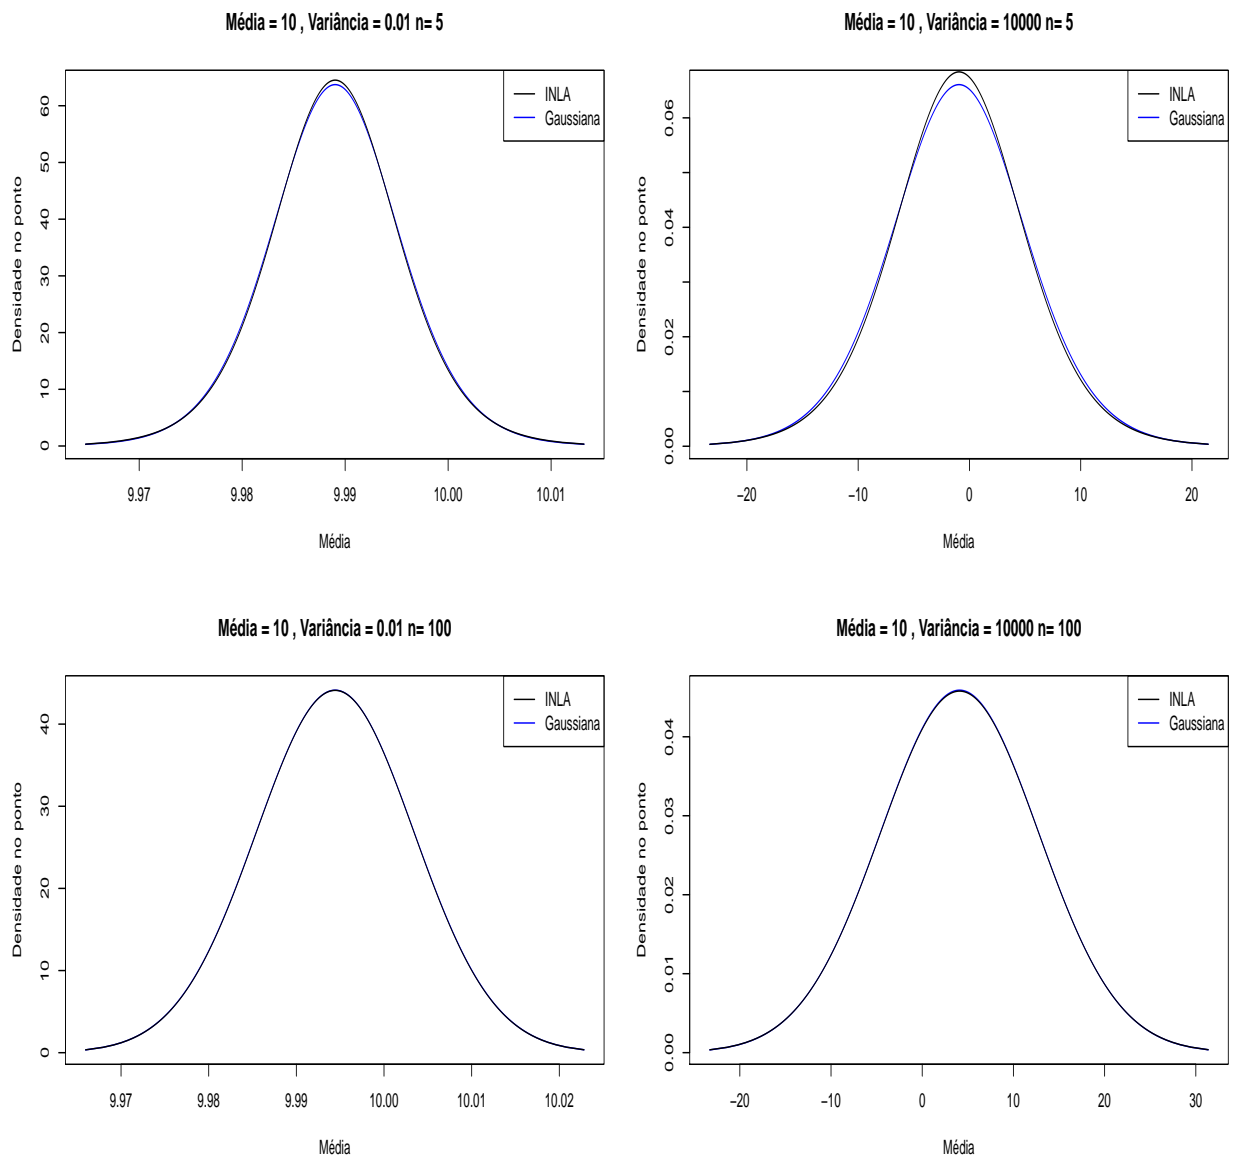 Média = 10 , Variância = 0.01 n= 5
INLA
Gaussiana
Densidade no ponto
0 10 20 30 40 50 60
9.97 9.98 9.99 10.00 10.01
Média
Média = 10 , Variância = 10000 n= 5
INLA
Gaussiana
Densidade no ponto
0.00 0.02 0.04 0.06
−20 −10 0 10 20
Média
Média = 10 , Variância = 0.01 n= 100
INLA
Gaussiana
Densidade no ponto
0 10 20 30 40
9.97 9.98 9.99 10.00 10.01 10.02
Média
Média = 10 , Variância = 10000 n= 100
INLA
Gaussiana
Densidade no ponto
0.00 0.01 0.02 0.03 0.04
−20 −10 0 10 20 30
Média